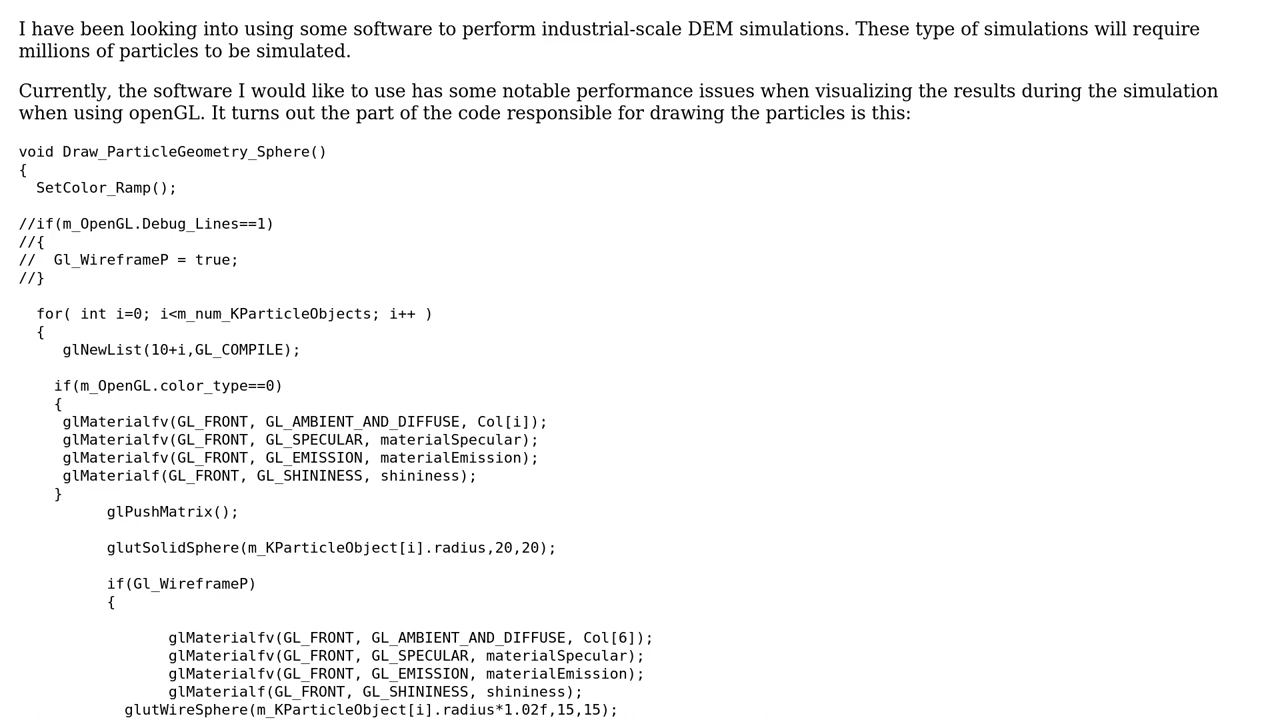 I have been looking into using some software to perform industrial-scale DEM simulations. These type of simulations will require
millions of particles to be simulated.
Currently, the software I would like to use has some notable performance issues when visualizing the results during the simulation
when using openGL. It turns out the part of the code responsible for drawing the particles is this:
void Draw_ParticleGeometry_Sphere()
{
  SetColor_Ramp();
//if(m_OpenGL.Debug_Lines==1)
//{
//  Gl_WireframeP = true;
//}
  for( int i=0; i<m_num_KParticleObjects; i++ )
  {
     glNewList(10+i,GL_COMPILE);
    if(m_OpenGL.color_type==0)
    {
     glMaterialfv(GL_FRONT, GL_AMBIENT_AND_DIFFUSE, Col[i]);
     glMaterialfv(GL_FRONT, GL_SPECULAR, materialSpecular);
     glMaterialfv(GL_FRONT, GL_EMISSION, materialEmission);
     glMaterialf(GL_FRONT, GL_SHININESS, shininess);
    }
          glPushMatrix();
          glutSolidSphere(m_KParticleObject[i].radius,20,20);
          if(Gl_WireframeP)
          {
                 glMaterialfv(GL_FRONT, GL_AMBIENT_AND_DIFFUSE, Col[6]);
                 glMaterialfv(GL_FRONT, GL_SPECULAR, materialSpecular);
                 glMaterialfv(GL_FRONT, GL_EMISSION, materialEmission);
                 glMaterialf(GL_FRONT, GL_SHININESS, shininess);
            glutWireSphere(m_KParticleObject[i].radius*1.02f,15,15);